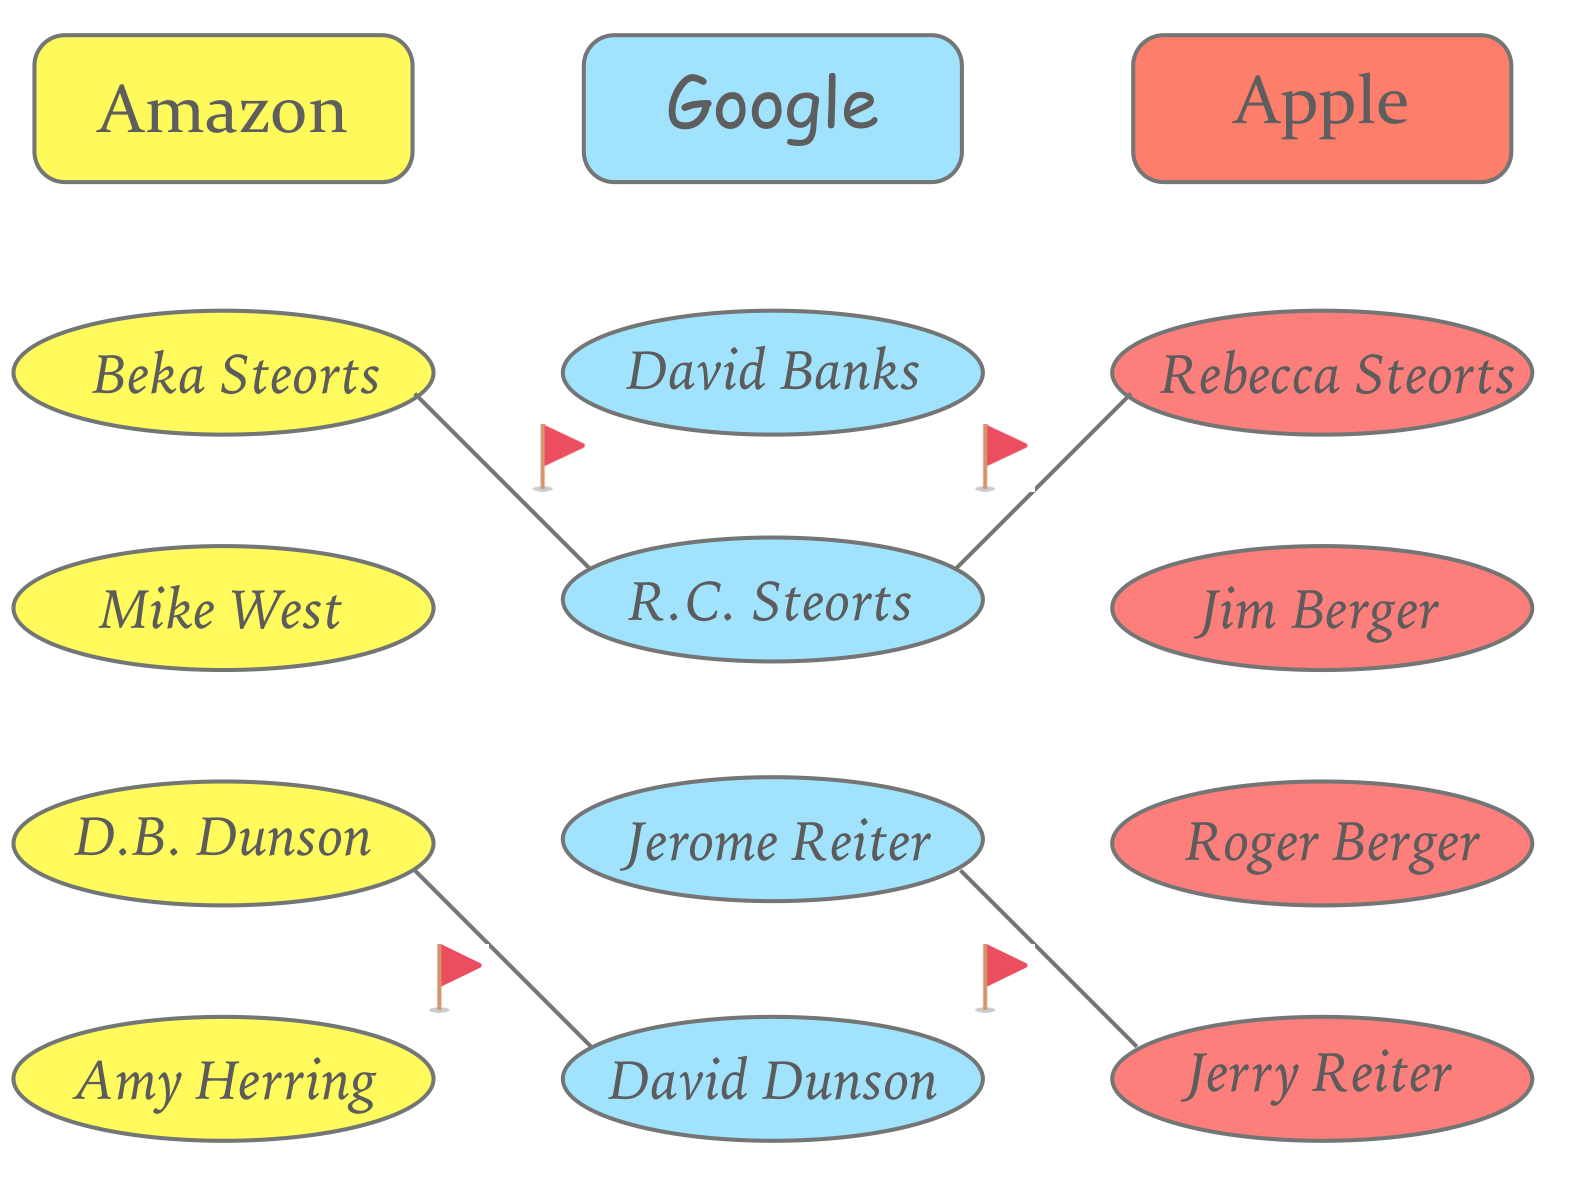 Amazon
Google
Apple
Beka Steorts
David Banks
Rebecca Steorts
Mike West
R.C. Steorts
Jim Berger
D.B. Dunson
Jerome Reiter
Roger Berger
Amy Herring
David Dunson
Jerry Reiter